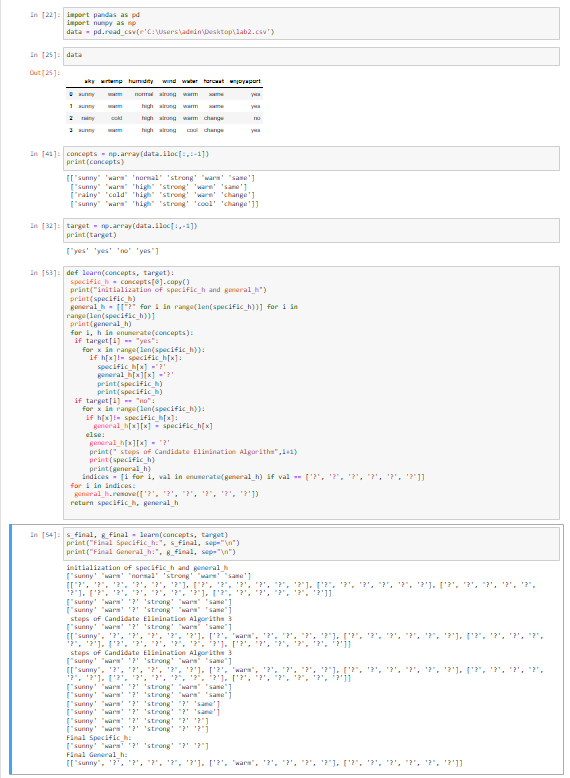 In [22]: import pandas as pd
import numpy as np
data = pd.read_csv(r'C:\Users\admin\Desktop\lab2.csv')
In [25]: data
Out[25]:
sky airtemp humidity wind water forcast enjoysport
0 sunny warm normal strong warm same yes
1 sunny warm high strong warm same yes
2 rainy cold high strong warm change no
3 sunny warm high strong cool change yes
In [41]: concepts = np.array(data.iloc[:,:-1])
print(concepts)
[['sunny' 'warm' 'normal' 'strong' 'warm' 'same']
['sunny' 'warm' 'high' 'strong' 'warm' 'same']
['rainy' 'cold' 'high' 'strong' 'warm' 'change']
['sunny' 'warm' 'high' 'strong' 'cool' 'change']]
In [32]: target = np.array(data.iloc[:,-1])
print(target)
['yes' 'yes' 'no' 'yes']
In [53]: def learn(concepts, target):
specific_h = concepts[0].copy()
print("initialization of specific_h and general_h")
print(specific_h)
general_h = [["?" for i in range(len(specific_h))] for i in
range(len(specific_h))]
print(general_h)
for i, h in enumerate(concepts):
if target[i] == "yes":
for x in range(len(specific_h)):
if h[x]!= specific_h[x]:
specific_h[x] ='?'
general_h[x][x] ='?'
print(specific_h)
print(specific_h)
if target[i] == "no":
for x in range(len(specific_h)):
if h[x]!= specific_h[x]:
general_h[x][x] = specific_h[x]
else:
general_h[x][x] = '?'
print(" steps of Candidate Elimination Algorithm",i+1)
print(specific_h)
print(general_h)
indices = [i for i, val in enumerate(general_h) if val == ['?', '?', '?', '?', '?', '?']]
for i in indices:
general_h.remove(['?', '?', '?', '?', '?', '?'])
return specific_h, general_h
In [54]: s_final, g_final = learn(concepts, target)
print("Final Specific_h:", s_final, sep="\n")
print("Final General_h:", g_final, sep="\n")
initialization of specific_h and general_h
['sunny' 'warm' 'normal' 'strong' 'warm' 'same']
[['?', '?', '?', '?', '?', '?'], ['?', '?', '?', '?', '?', '?'], ['?', '?', '?', '?', '?', '?'], ['?', '?', '?', '?', '?',
'?'], ['?', '?', '?', '?', '?', '?'], ['?', '?', '?', '?', '?', '?']]
['sunny' 'warm' '?' 'strong' 'warm' 'same']
['sunny' 'warm' '?' 'strong' 'warm' 'same']
steps of Candidate Elimination Algorithm 3
['sunny' 'warm' '?' 'strong' 'warm' 'same']
[['sunny', '?', '?', '?', '?', '?'], ['?', 'warm', '?', '?', '?', '?'], ['?', '?', '?', '?', '?', '?'], ['?', '?', '?', '?',
'?', '?'], ['?', '?', '?', '?', '?', '?'], ['?', '?', '?', '?', '?', '?']]
steps of Candidate Elimination Algorithm 3
['sunny' 'warm' '?' 'strong' 'warm' 'same']
[['sunny', '?', '?', '?', '?', '?'], ['?', 'warm', '?', '?', '?', '?'], ['?', '?', '?', '?', '?', '?'], ['?', '?', '?', '?',
'?', '?'], ['?', '?', '?', '?', '?', '?'], ['?', '?', '?', '?', '?', '?']]
['sunny' 'warm' '?' 'strong' 'warm' 'same']
['sunny' 'warm' '?' 'strong' 'warm' 'same']
['sunny' 'warm' '?' 'strong' '?' 'same']
['sunny' 'warm' '?' 'strong' '?' 'same']
['sunny' 'warm' '?' 'strong' '?' '?']
['sunny' 'warm' '?' 'strong' '?' '?']
Final Specific_h:
['sunny' 'warm' '?' 'strong' '?' '?']
Final General_h:
[['sunny', '?', '?', '?', '?', '?'], ['?', 'warm', '?', '?', '?', '?'], ['?', '?', '?', '?', '?', '?']]